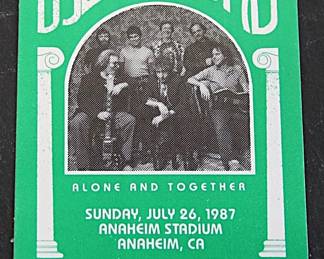 ALONE AND TOGETHER
SUNDAY, JULY 26, 1987
ANAHEIM STADIUM
ANAHEIM, CA